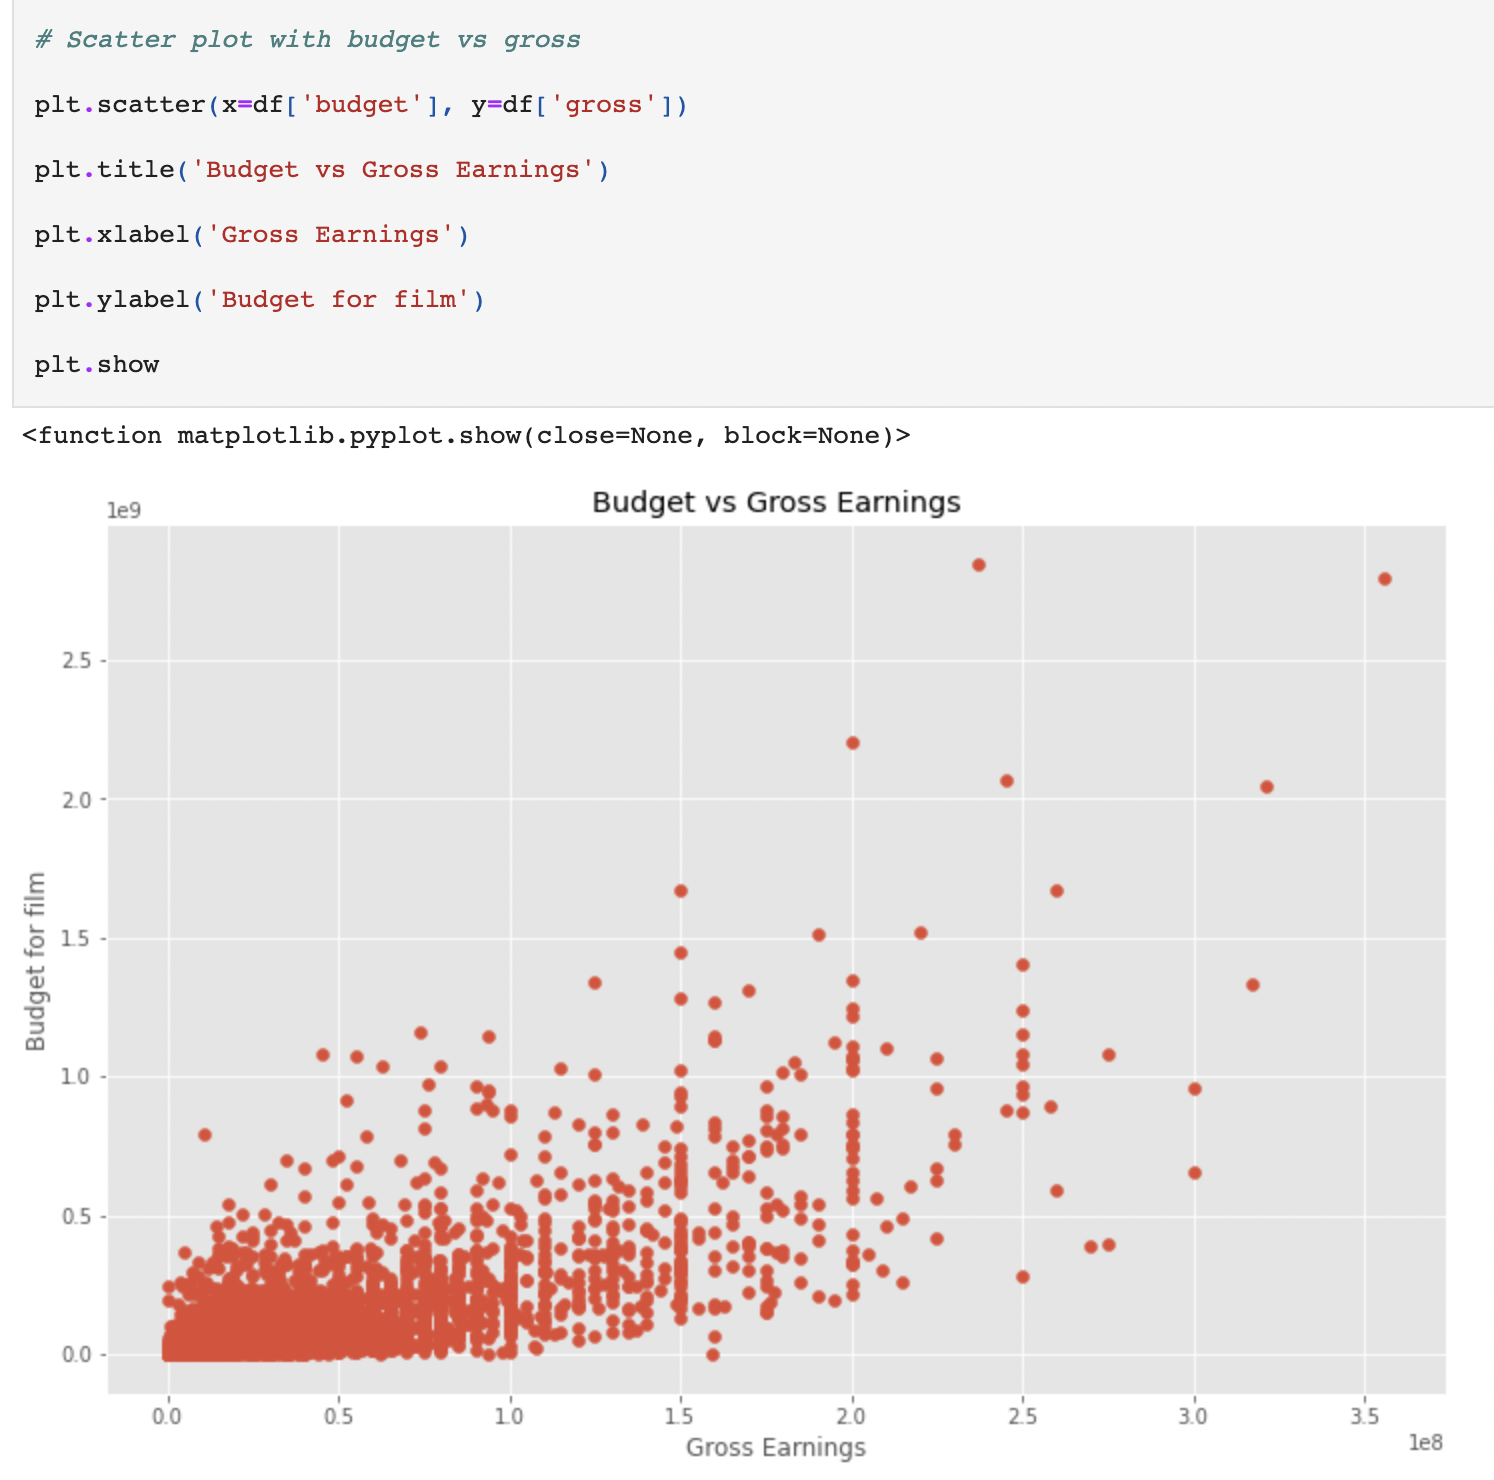 # Scatter plot with budget vs gross
plt.scatter(x=df['budget'], y=df['gross'])
plt.title('Budget vs Gross Earnings')
plt.xlabel('Gross Earnings')
plt.ylabel('Budget for film')
plt.show
<function matplotlib.pyplot.show(close=None, block=None)>
Budget vs Gross Earnings
1e9
2.5
2.0
1.5
1.0
0.5
0.0
Budget for film
0.0 0.5 1.0 1.5 2.0 2.5 3.0 3.5
Gross Earnings
1e8